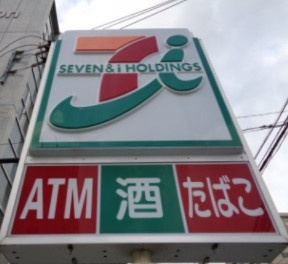 SEVEN & i HOLDINGS
ATM 酒 たばこ